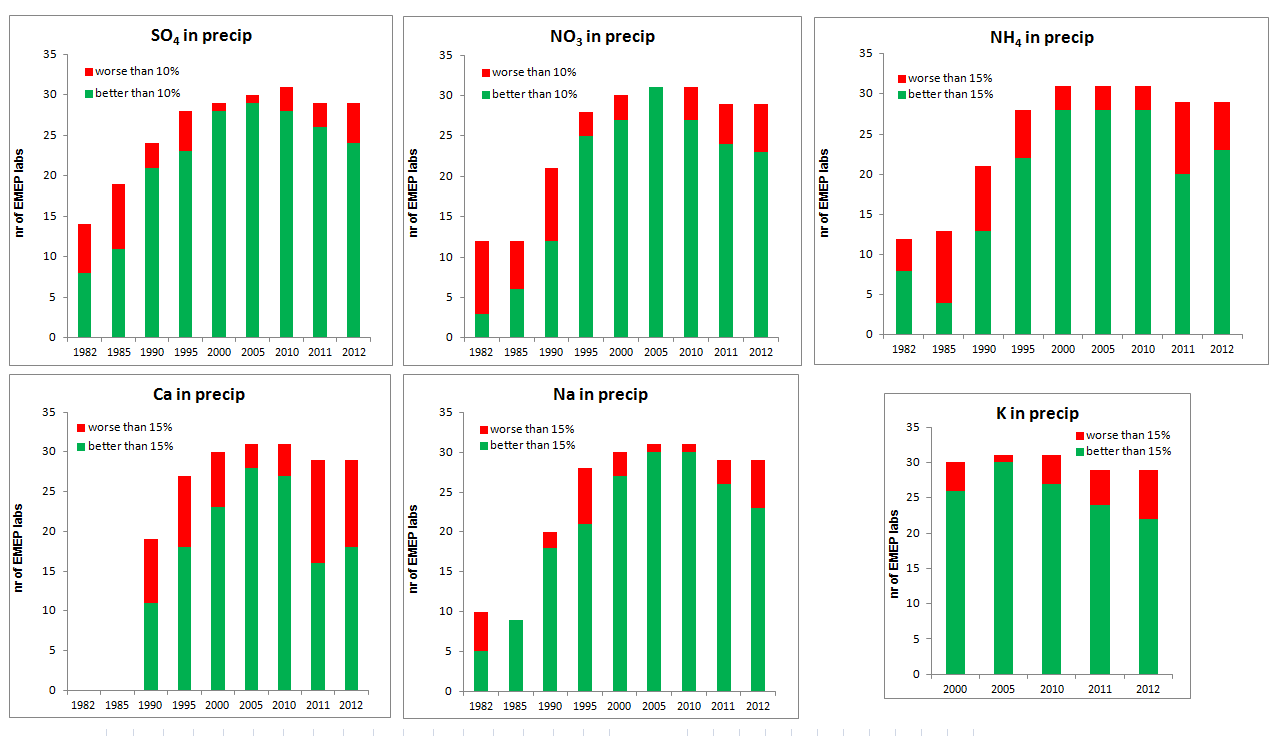 SO4 in precip
35
30
25
20
15
10
5
0
nr of EMEP labs
worse than 10%
better than 10%
1982 1985 1990 1995 2000 2005 2010 2011 2012
NO3 in precip
35
30
25
20
15
10
5
0
nr of EMEP labs
worse than 10%
better than 10%
1982 1985 1990 1995 2000 2005 2010 2011 2012
NH4 in precip
35
30
25
20
15
10
5
0
nr of EMEP labs
worse than 15%
better than 15%
1982 1985 1990 1995 2000 2005 2010 2011 2012
Ca in precip
35
30
25
20
15
10
5
0
nr of EMEP labs
worse than 15%
better than 15%
1982 1985 1990 1995 2000 2005 2010 2011 2012
Na in precip
35
30
25
20
15
10
5
0
nr of EMEP labs
worse than 15%
better than 15%
1982 1985 1990 1995 2000 2005 2010 2011 2012
K in precip
35
30
25
20
15
10
5
0
nr of EMEP labs
worse than 15%
better than 15%
2000 2005 2010 2011 2012